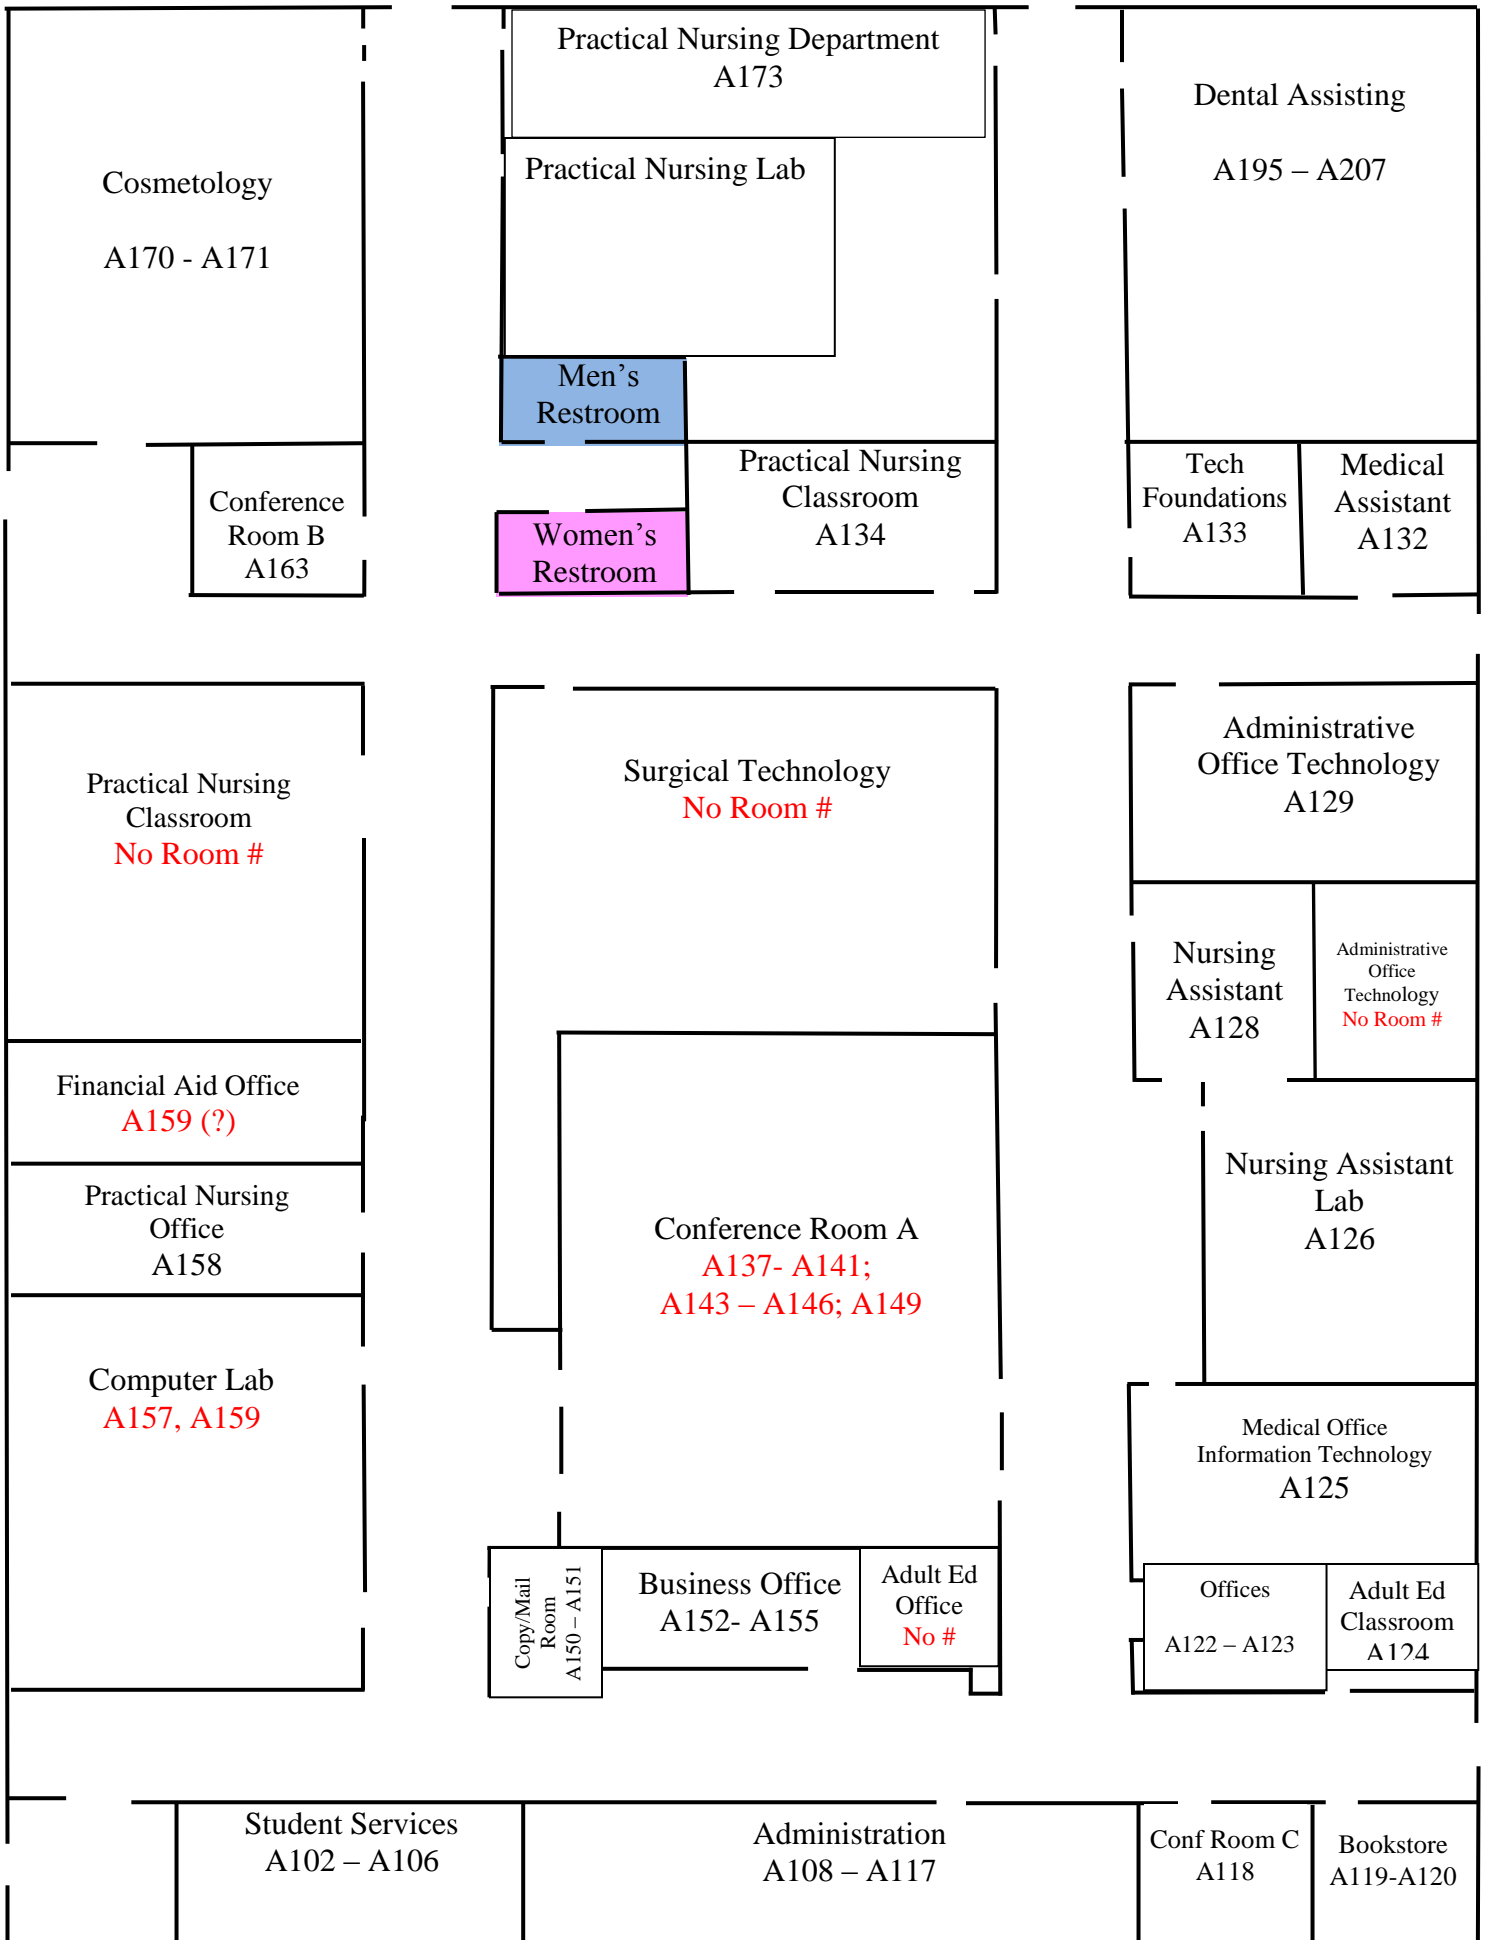 Practical Nursing Department
A173
Dental Assisting
A195 – A207
Practical Nursing Lab
Cosmetology
A170 - A171
Men’s
Restroom
Practical Nursing
Classroom
A134
Tech
Foundations
A133
Medical
Assistant
A132
Conference
Room B
A163
Women’s
Restroom
Administrative
Office Technology
A129
Surgical Technology
No Room #
Practical Nursing
Classroom
No Room #
Nursing
Assistant
A128
Administrative
Office
Technology
No Room #
Financial Aid Office
A159 (?)
Nursing Assistant
Lab
A126
Practical Nursing
Office
A158
Conference Room A
A137- A141;
A143 – A146; A149
Computer Lab
A157, A159
Medical Office
Information Technology
A125
Copy/Mail
Room
A150 – A151
Business Office
A152- A155
Adult Ed
Office
No #
Offices
A122 – A123
Adult Ed
Classroom
A124
Student Services
A102 – A106
Administration
A108 – A117
Conf Room C
A118
Bookstore
A119-A120